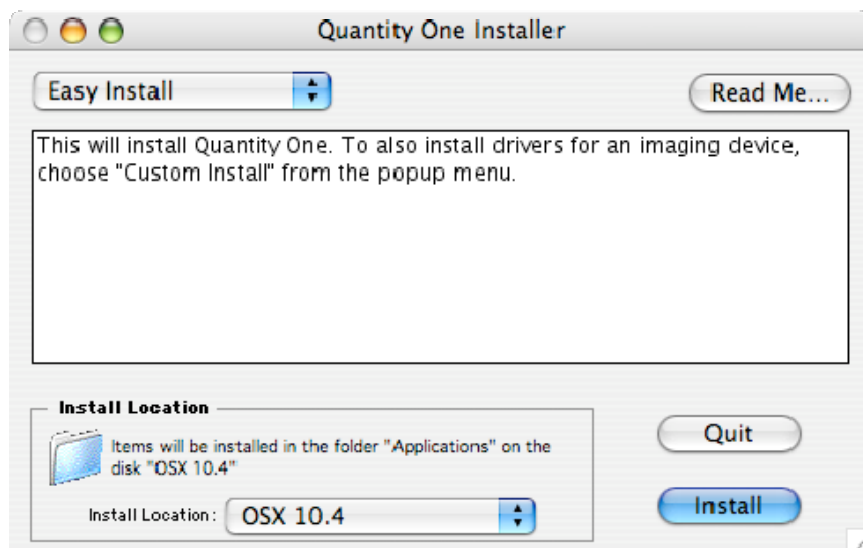 Quantity One Installer
Easy Install
Read Me...
This will install Quantity One. To also install drivers for an imaging device,
choose "Custom Install" from the popup menu.
Install Location
Items will be installed in the folder "Applications" on the
disk "OSX 10.4"
Install Location: OSX 10.4
Quit
Install